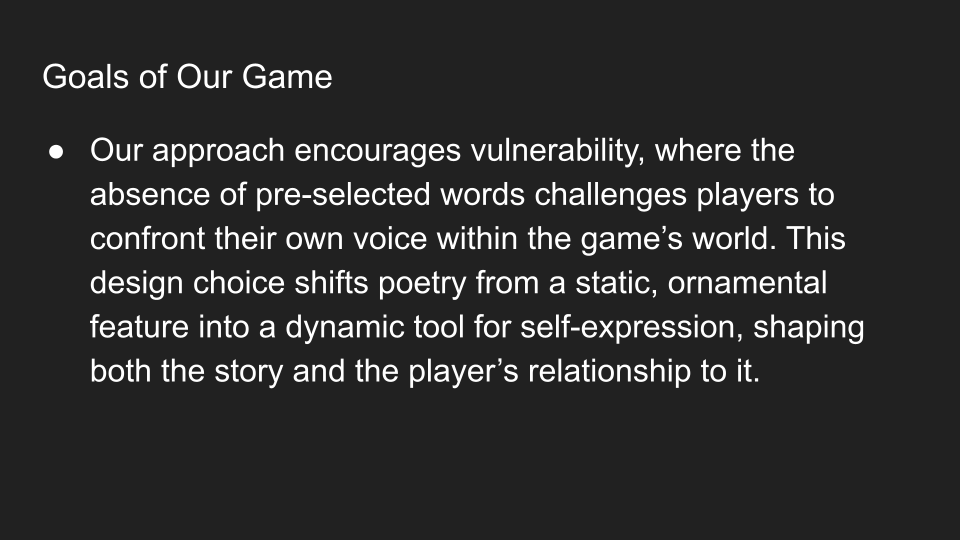 Goals of Our Game
● Our approach encourages vulnerability, where the
absence of pre-selected words challenges players to
confront their own voice within the game’s world. This
design choice shifts poetry from a static, ornamental
feature into a dynamic tool for self-expression, shaping
both the story and the player’s relationship to it.